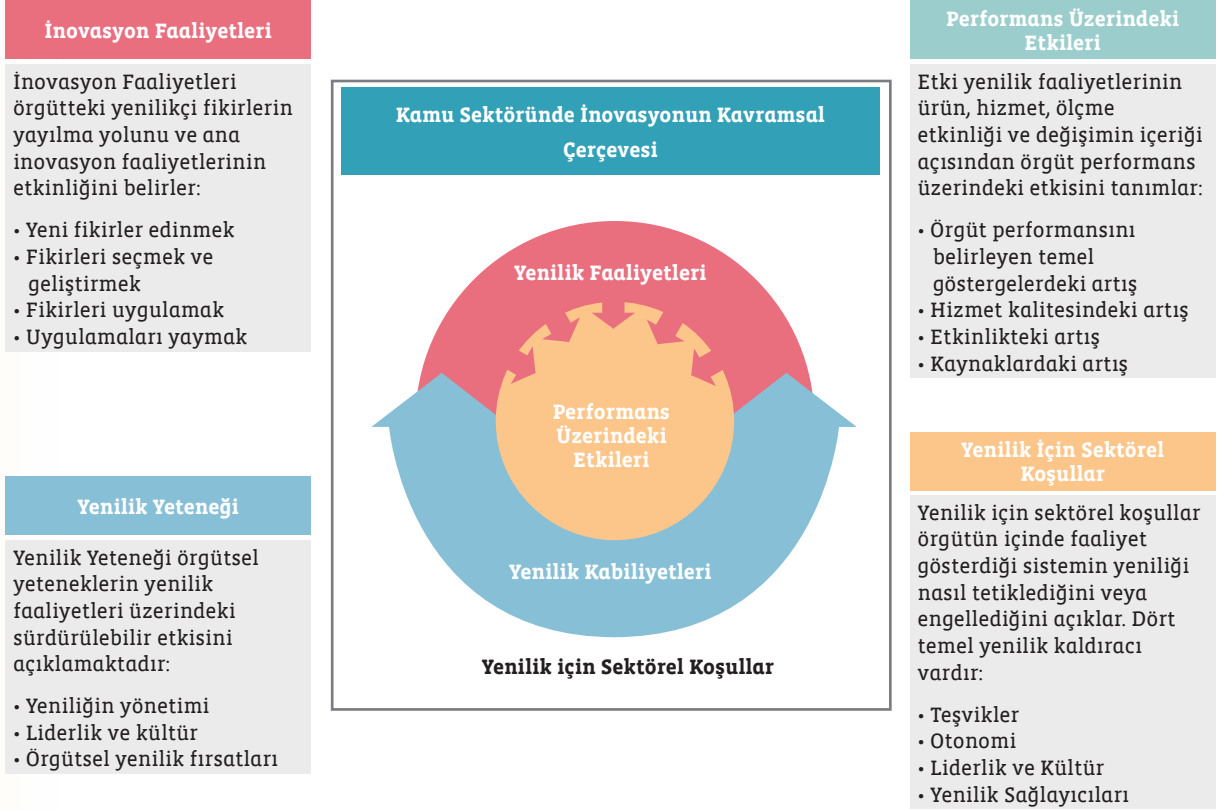 İnovasyon Faaliyetleri
İnovasyon Faaliyetleri
örgütteki yenilikçi fikirlerin
yayılma yolunu ve ana
inovasyon faaliyetlerinin
etkinliğini belirler:
• Yeni fikirler edinmek
• Fikirleri seçmek ve
geliştirmek
• Fikirleri uygulamak
• Uygulamaları yaymak
Yenilik Yeteneği
Yenilik Yeteneği örgütsel
yeteneklerin yenilik
faaliyetleri üzerindeki
sürdürülebilir etkisini
açıklamaktadır:
• Yeniliğin yönetimi
• Liderlik ve kültür
• Örgütsel yenilik fırsatları
Kamu Sektöründe İnovasyonun Kavramsal
Çerçevesi
Yenilik Faaliyetleri
Performans
Üzerindeki
Etkileri
Yenilik Kabiliyetleri
Yenilik için Sektörel Koşullar
Performans Üzerindeki
Etkileri
Etki yenilik faaliyetlerinin
ürün, hizmet, ölçme
etkinliği ve değişimin içeriği
açısından örgüt performans
üzerindeki etkisini tanımlar:
• Örgüt performansını
belirleyen temel
göstergelerdeki artış
• Hizmet kalitesindeki artış
• Etkinlikteki artış
• Kaynaklardaki artış
Yenilik İçin Sektörel
Koşullar
Yenilik için sektörel koşullar
örgütün içinde faaliyet
gösterdiği sistemin yeniliği
nasıl tetiklediğini veya
engellediğini açıklar. Dört
temel yenilik kaldıracı
vardır:
• Teşvikler
• Otonomi
• Liderlik ve Kültür
• Yenilik Sağlayıcıları